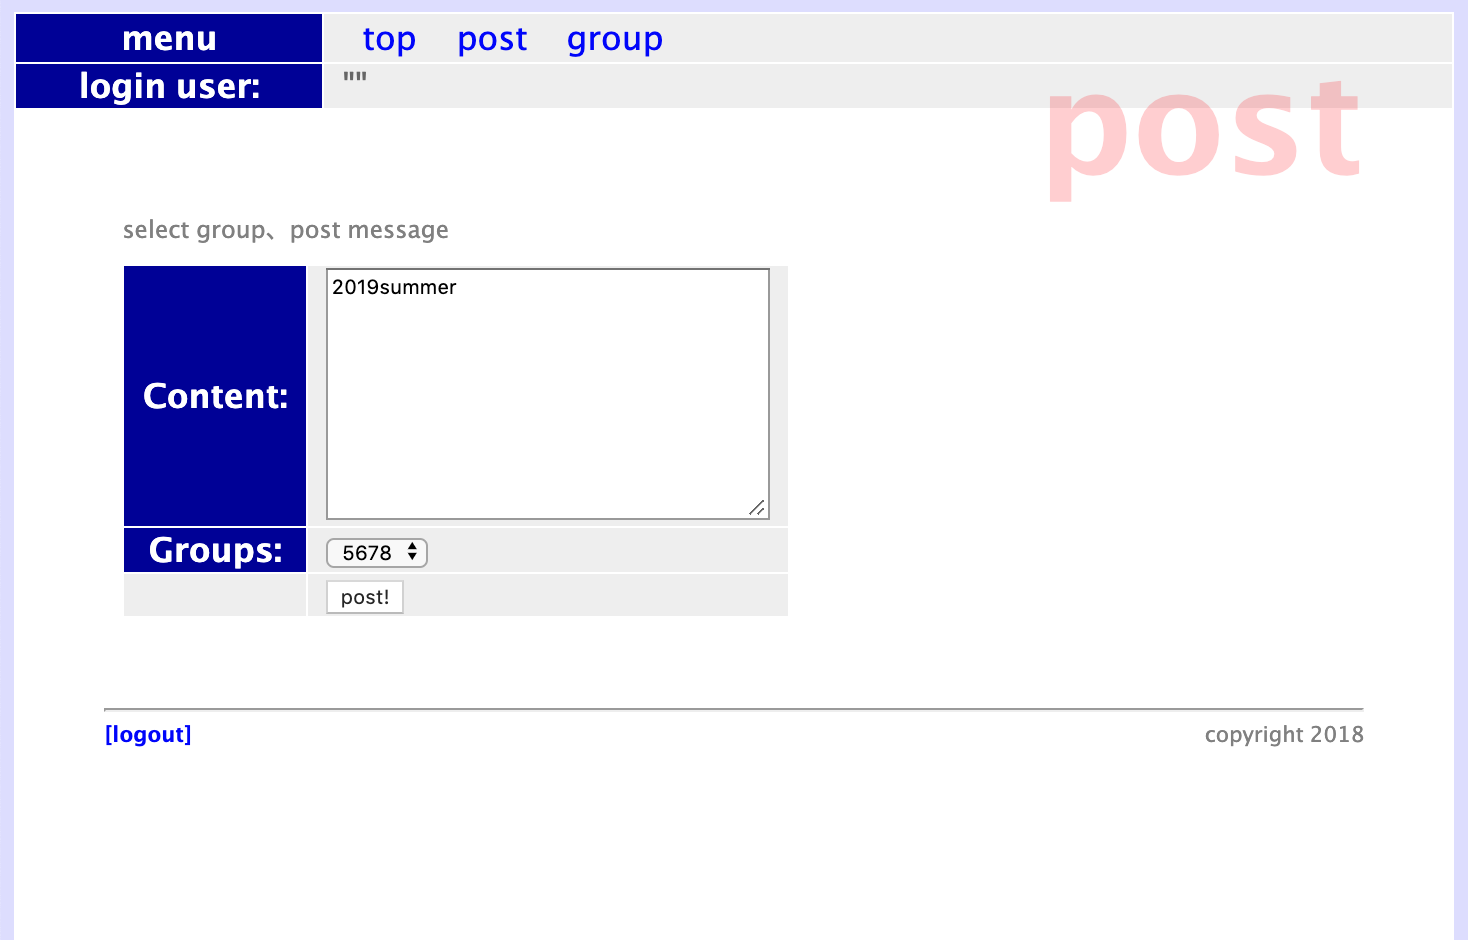 menu top post group
login user: ""
post
select group、post message
Content: 2019summer
Groups: 5678
post!
[logout] copyright 2018